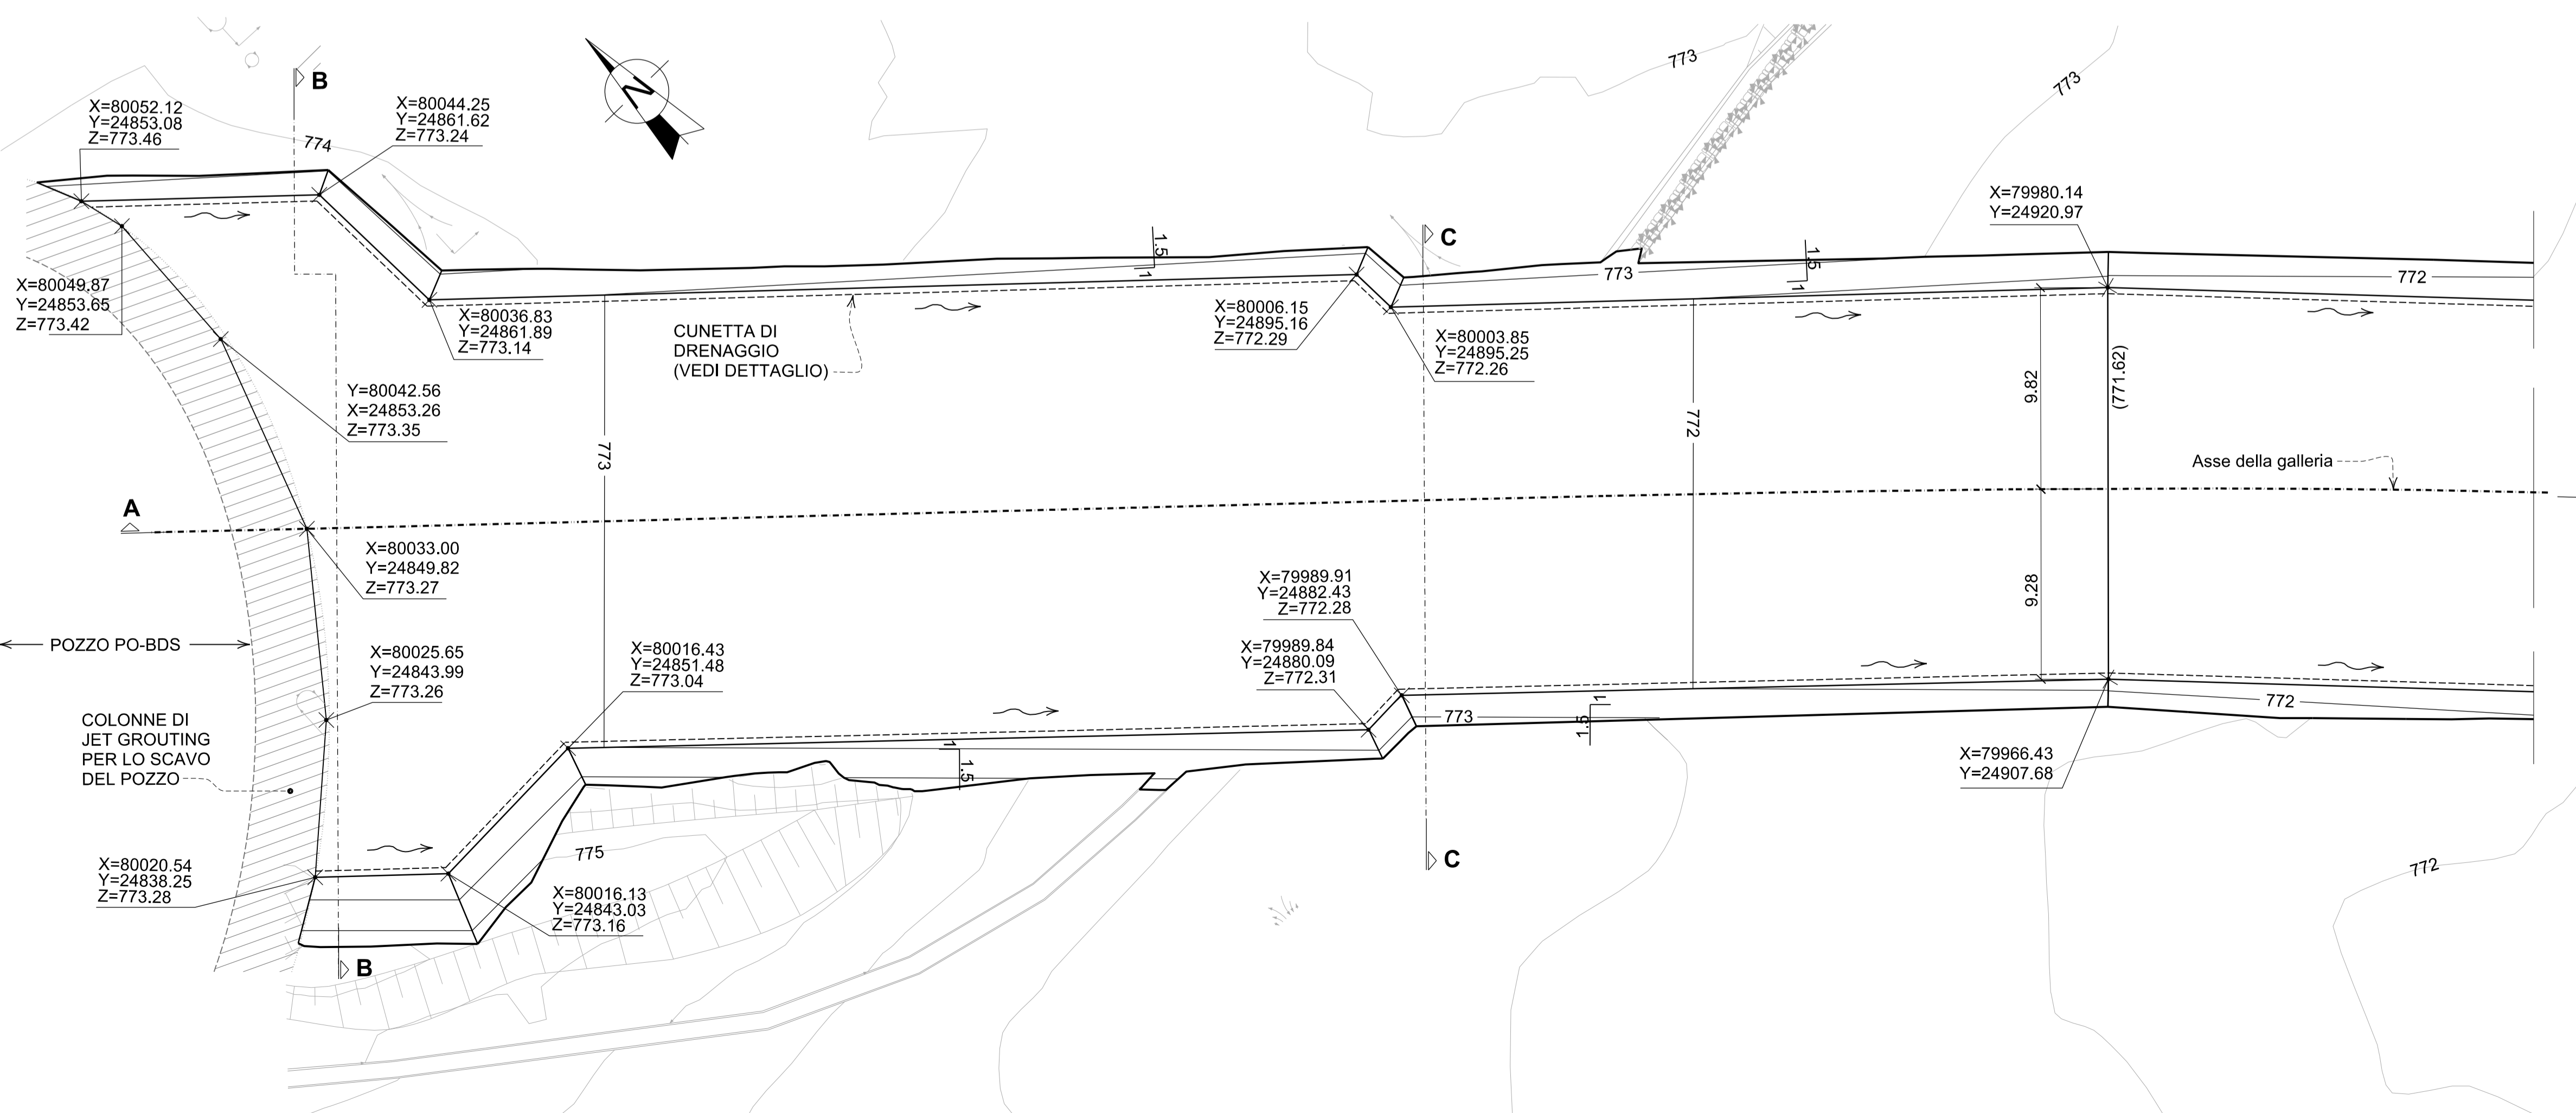 B
X=80052.12
Y=24853.08
Z=773.46
X=80044.25
Y=24861.62
Z=773.24
774
N
773
773
X=79980.14
Y=24920.97
C
1.5
1
1.5
1
773
772
X=80049.87
Y=24853.65
Z=773.42
X=80036.83
Y=24861.89
Z=773.14
CUNETTA DI
DRENAGGIO
(VEDI DETTAGLIO)
X=80006.15
Y=24895.16
Z=772.29
X=80003.85
Y=24895.25
Z=772.26
Y=80042.56
X=24853.26
Z=773.35
773
772
9.82
(771.62)
Asse della galleria
A
X=80033.00
Y=24849.82
Z=773.27
X=79989.91
Y=24882.43
Z=772.28
9.28
POZZO PO-BDS
X=80025.65
Y=24843.99
Z=773.26
X=80016.43
Y=24851.48
Z=773.04
X=79989.84
Y=24880.09
Z=772.31
1
1.5
773
1
1.5
772
COLONNE DI
JET GROUTING
PER LO SCAVO
DEL POZZO
X=79966.43
Y=24907.68
775
C
772
X=80020.54
Y=24838.25
Z=773.28
X=80016.13
Y=24843.03
Z=773.16
B